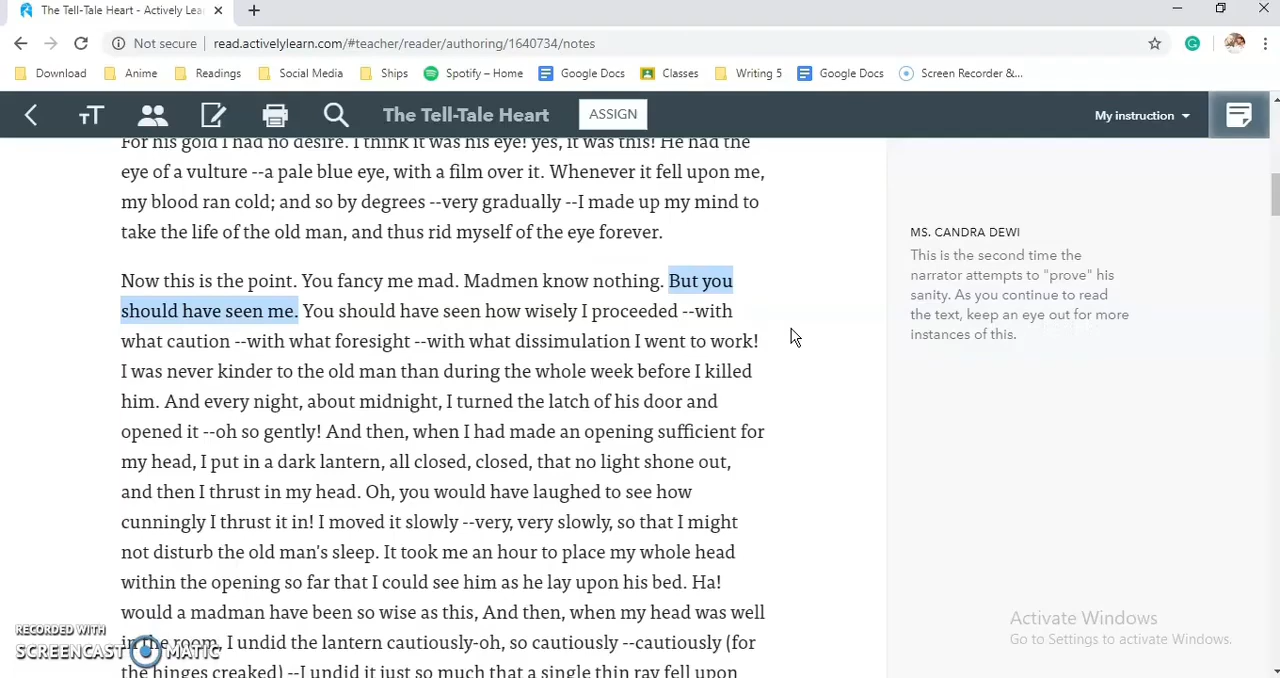 The Tell-Tale Heart - Actively Lea
Not secure | read.activelylearn.com/#teacher/reader/authoring/1640734/notes
Download Anime Readings Social Media Ships Spotify – Home Google Docs Classes Writing 5 Google Docs Screen Recorder &...
TT The Tell-Tale Heart ASSIGN My instruction
For his gold I had no desire. I think it was his eye! yes, it was this! He had the
eye of a vulture --a pale blue eye, with a film over it. Whenever it fell upon me,
my blood ran cold; and so by degrees --very gradually --I made up my mind to
take the life of the old man, and thus rid myself of the eye forever.
Now this is the point. You fancy me mad. Madmen know nothing. But you
should have seen me. You should have seen how wisely I proceeded --with
what caution --with what foresight --with what dissimulation I went to work!
I was never kinder to the old man than during the whole week before I killed
him. And every night, about midnight, I turned the latch of his door and
opened it --oh so gently! And then, when I had made an opening sufficient for
my head, I put in a dark lantern, all closed, closed, that no light shone out,
and then I thrust in my head. Oh, you would have laughed to see how
cunningly I thrust it in! I moved it slowly --very, very slowly, so that I might
not disturb the old man's sleep. It took me an hour to place my whole head
within the opening so far that I could see him as he lay upon his bed. Ha!
would a madman have been so wise as this, And then, when my head was well
in the room, I undid the lantern cautiously-oh, so cautiously --cautiously (for
the hinges creaked) --I undid it just so much that a single thin ray fell upon
MS. CANDRA DEWI
This is the second time the
narrator attempts to "prove" his
sanity. As you continue to read
the text, keep an eye out for more
instances of this.
Activate Windows
Go to Settings to activate Windows.
RECORDED WITH
SCREENCAST MATIC